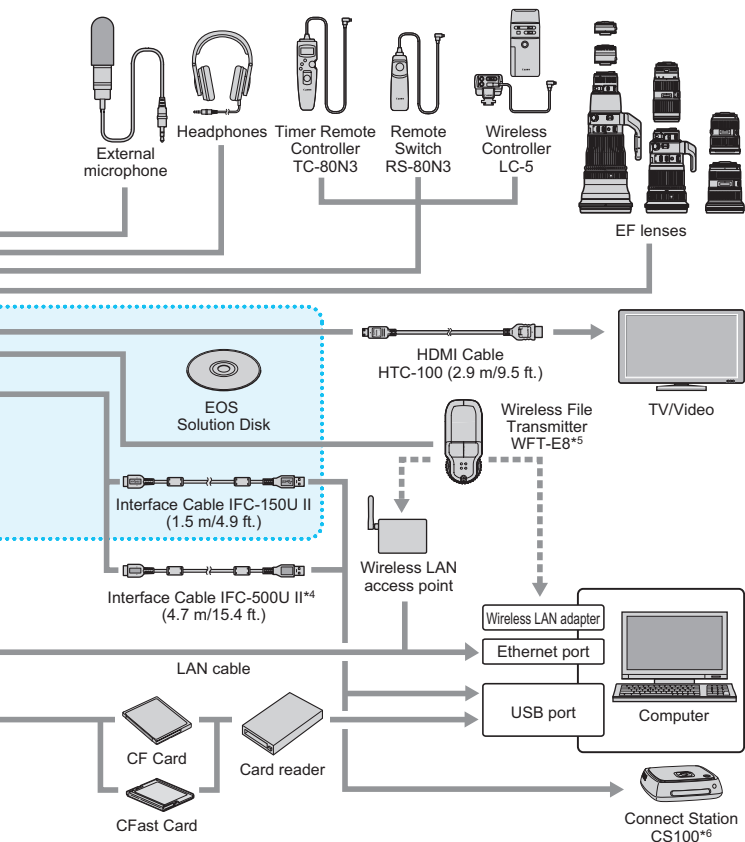 External
microphone
Headphones
Timer Remote
Controller
TC-80N3
Remote
Switch
RS-80N3
Wireless
Controller
LC-5
EF lenses
HDMI Cable
HTC-100 (2.9 m/9.5 ft.)
TV/Video
EOS
Solution Disk
Wireless File
Transmitter
WFT-E8*5
Interface Cable IFC-150U II
(1.5 m/4.9 ft.)
Wireless LAN
access point
Interface Cable IFC-500U II*4
(4.7 m/15.4 ft.)
Wireless LAN adapter
Ethernet port
LAN cable
USB port
Computer
CF Card
Card reader
CFast Card
Connect Station
CS100*6